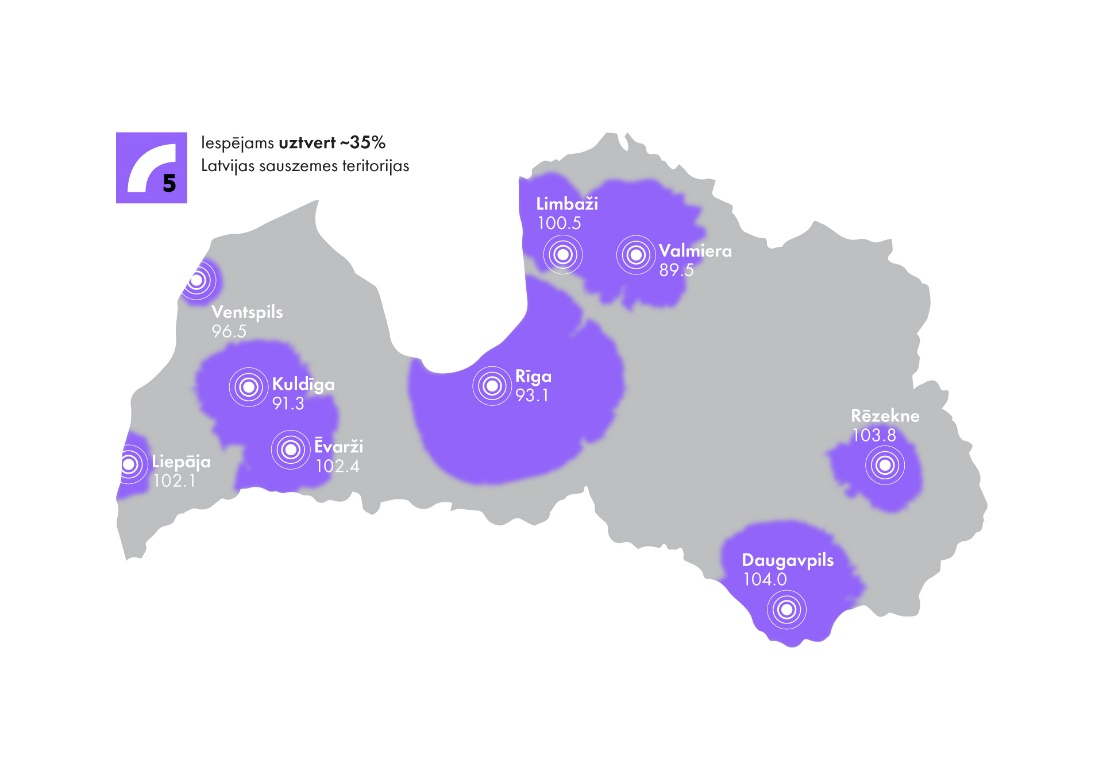 5
Iespējams uztvert ~35%
Latvijas sauszemes teritorijas
Limbaži
100.5
Valmiera
89.5
Ventspils
96.5
Kuldīga
91.3
Rīga
93.1
Ēvarži
102.4
Liepāja
102.1
Rēzekne
103.8
Daugavpils
104.0